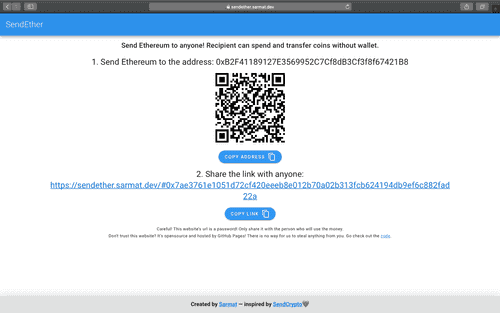 sendether.sarmat.dev
SendEther
Send Ethereum to anyone! Recipient can spend and transfer coins without wallet.
1. Send Ethereum to the address: 0xB2F41189127E3569952C7Cf8dB3Cf3f8f67421B8
COPY ADDRESS
2. Share the link with anyone:
https://sendether.sarmat.dev/#0x7ae3761e1051d72cf420eeeb8e012b70a02b313fcb624194db9ef6c882fad
22a
COPY LINK
Careful! This website's url is a password! Only share it with the person who will use the money.
Don't trust this website? It's opensource and hosted by GitHub Pages! There is no way for us to steal anything from you. Go check out the code.
Created by Sarmat — inspired by SendCrypto🖤